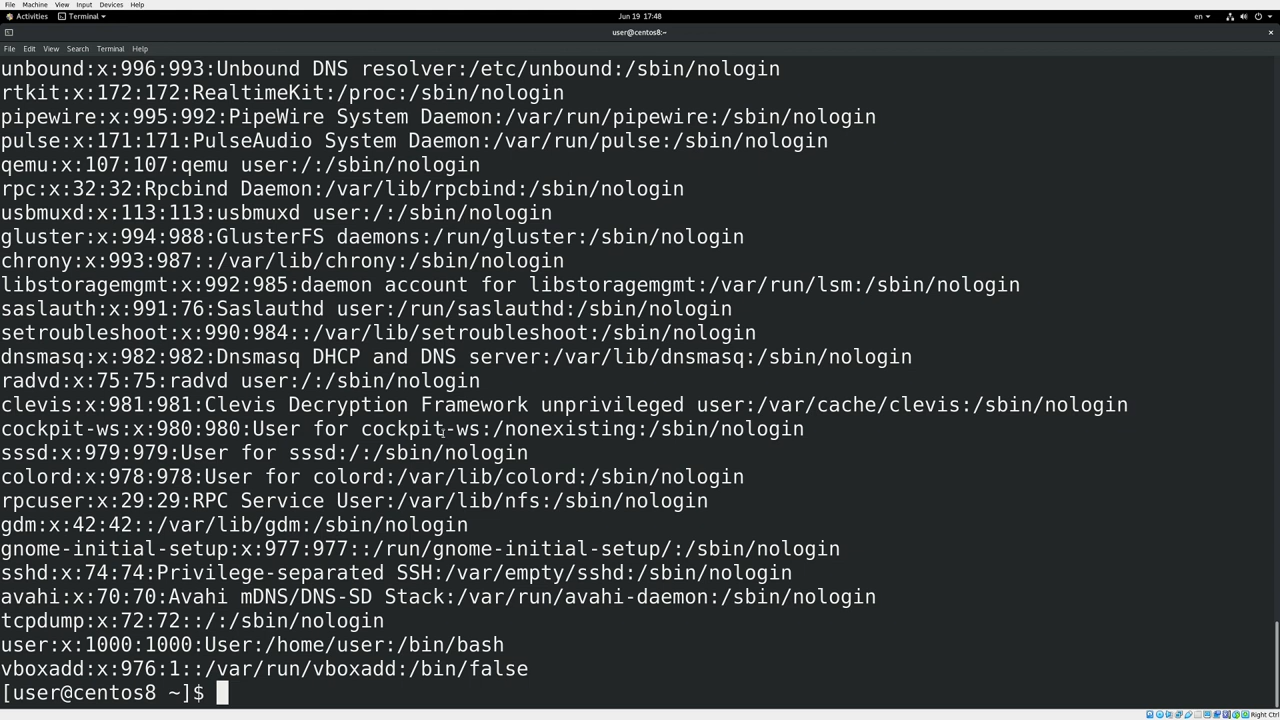 File Machine View Input Devices Help
Activities Terminal Jun 19 17:48 en
user@centos8:~ ×
File Edit View Search Terminal Help
unbound:x:996:993:Unbound DNS resolver:/etc/unbound:/sbin/nologin
rtkit:x:172:172:RealtimeKit:/proc:/sbin/nologin
pipewire:x:995:992:PipeWire System Daemon:/var/run/pipewire:/sbin/nologin
pulse:x:171:171:PulseAudio System Daemon:/var/run/pulse:/sbin/nologin
qemu:x:107:107:qemu user:/:/sbin/nologin
rpc:x:32:32:Rpcbind Daemon:/var/lib/rpcbind:/sbin/nologin
usbmuxd:x:113:113:usbmuxd user:/:/sbin/nologin
gluster:x:994:988:GlusterFS daemons:/run/gluster:/sbin/nologin
chrony:x:993:987::/var/lib/chrony:/sbin/nologin
libstoragemgmt:x:992:985:daemon account for libstoragemgmt:/var/run/lsm:/sbin/nologin
saslauth:x:991:76:Saslauthd user:/run/saslauthd:/sbin/nologin
setroubleshoot:x:990:984::/var/lib/setroubleshoot:/sbin/nologin
dnsmasq:x:982:982:Dnsmasq DHCP and DNS server:/var/lib/dnsmasq:/sbin/nologin
radvd:x:75:75:radvd user:/:/sbin/nologin
clevis:x:981:981:Clevis Decryption Framework unprivileged user:/var/cache/clevis:/sbin/nologin
cockpit-ws:x:980:980:User for cockpit-ws:/nonexisting:/sbin/nologin
sssd:x:979:979:User for sssd:/:/sbin/nologin
colord:x:978:978:User for colord:/var/lib/colord:/sbin/nologin
rpcuser:x:29:29:RPC Service User:/var/lib/nfs:/sbin/nologin
gdm:x:42:42::/var/lib/gdm:/sbin/nologin
gnome-initial-setup:x:977:977::/run/gnome-initial-setup/:/sbin/nologin
sshd:x:74:74:Privilege-separated SSH:/var/empty/sshd:/sbin/nologin
avahi:x:70:70:Avahi mDNS/DNS-SD Stack:/var/run/avahi-daemon:/sbin/nologin
tcpdump:x:72:72::/:/sbin/nologin
user:x:1000:1000:User:/home/user:/bin/bash
vboxadd:x:976:1::/var/run/vboxadd:/bin/false
[user@centos8 ~]$
Right Ctrl